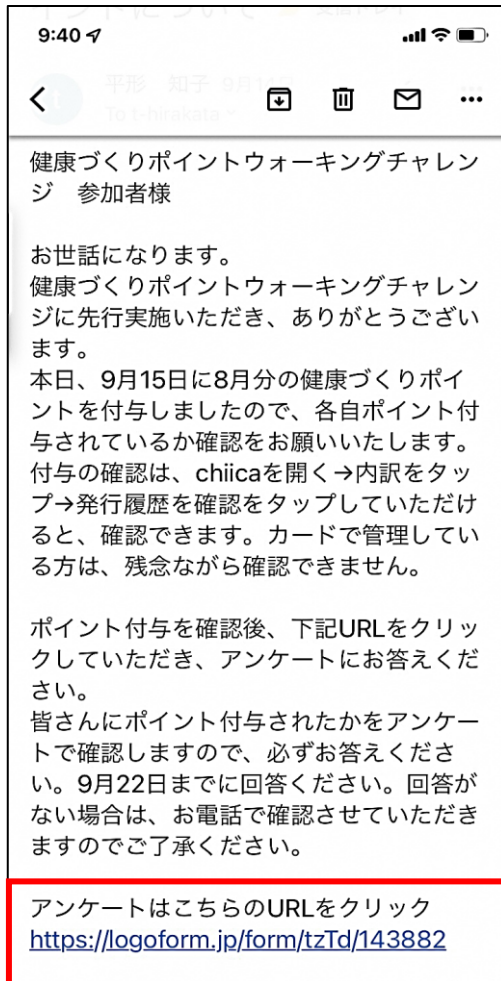 9:40
平形 知子 9月
To t-hirakata
健康づくりポイントウォーキングチャレン
ジ　参加者様
お世話になります。
健康づくりポイントウォーキングチャレン
ジに先行実施いただき、ありがとうござい
ます。
本日、9月15日に8月分の健康づくりポイ
ントを付与しましたので、各自ポイント付
与されているか確認をお願いいたします。
付与の確認は、chiicaを開く→内訳をタッ
プ→発行履歴を確認をタップしていただけ
ると、確認できます。カードで管理してい
る方は、残念ながら確認できません。
ポイント付与を確認後、下記URLをクリッ
クしていただき、アンケートにお答えくだ
さい。
皆さんにポイント付与されたかをアンケー
トで確認しますので、必ずお答えくださ
い。9月22日までに回答ください。回答が
ない場合は、お電話で確認させていただき
ますのでご了承ください。
アンケートはこちらのURLをクリック
https://logoform.jp/form/tzTd/143882